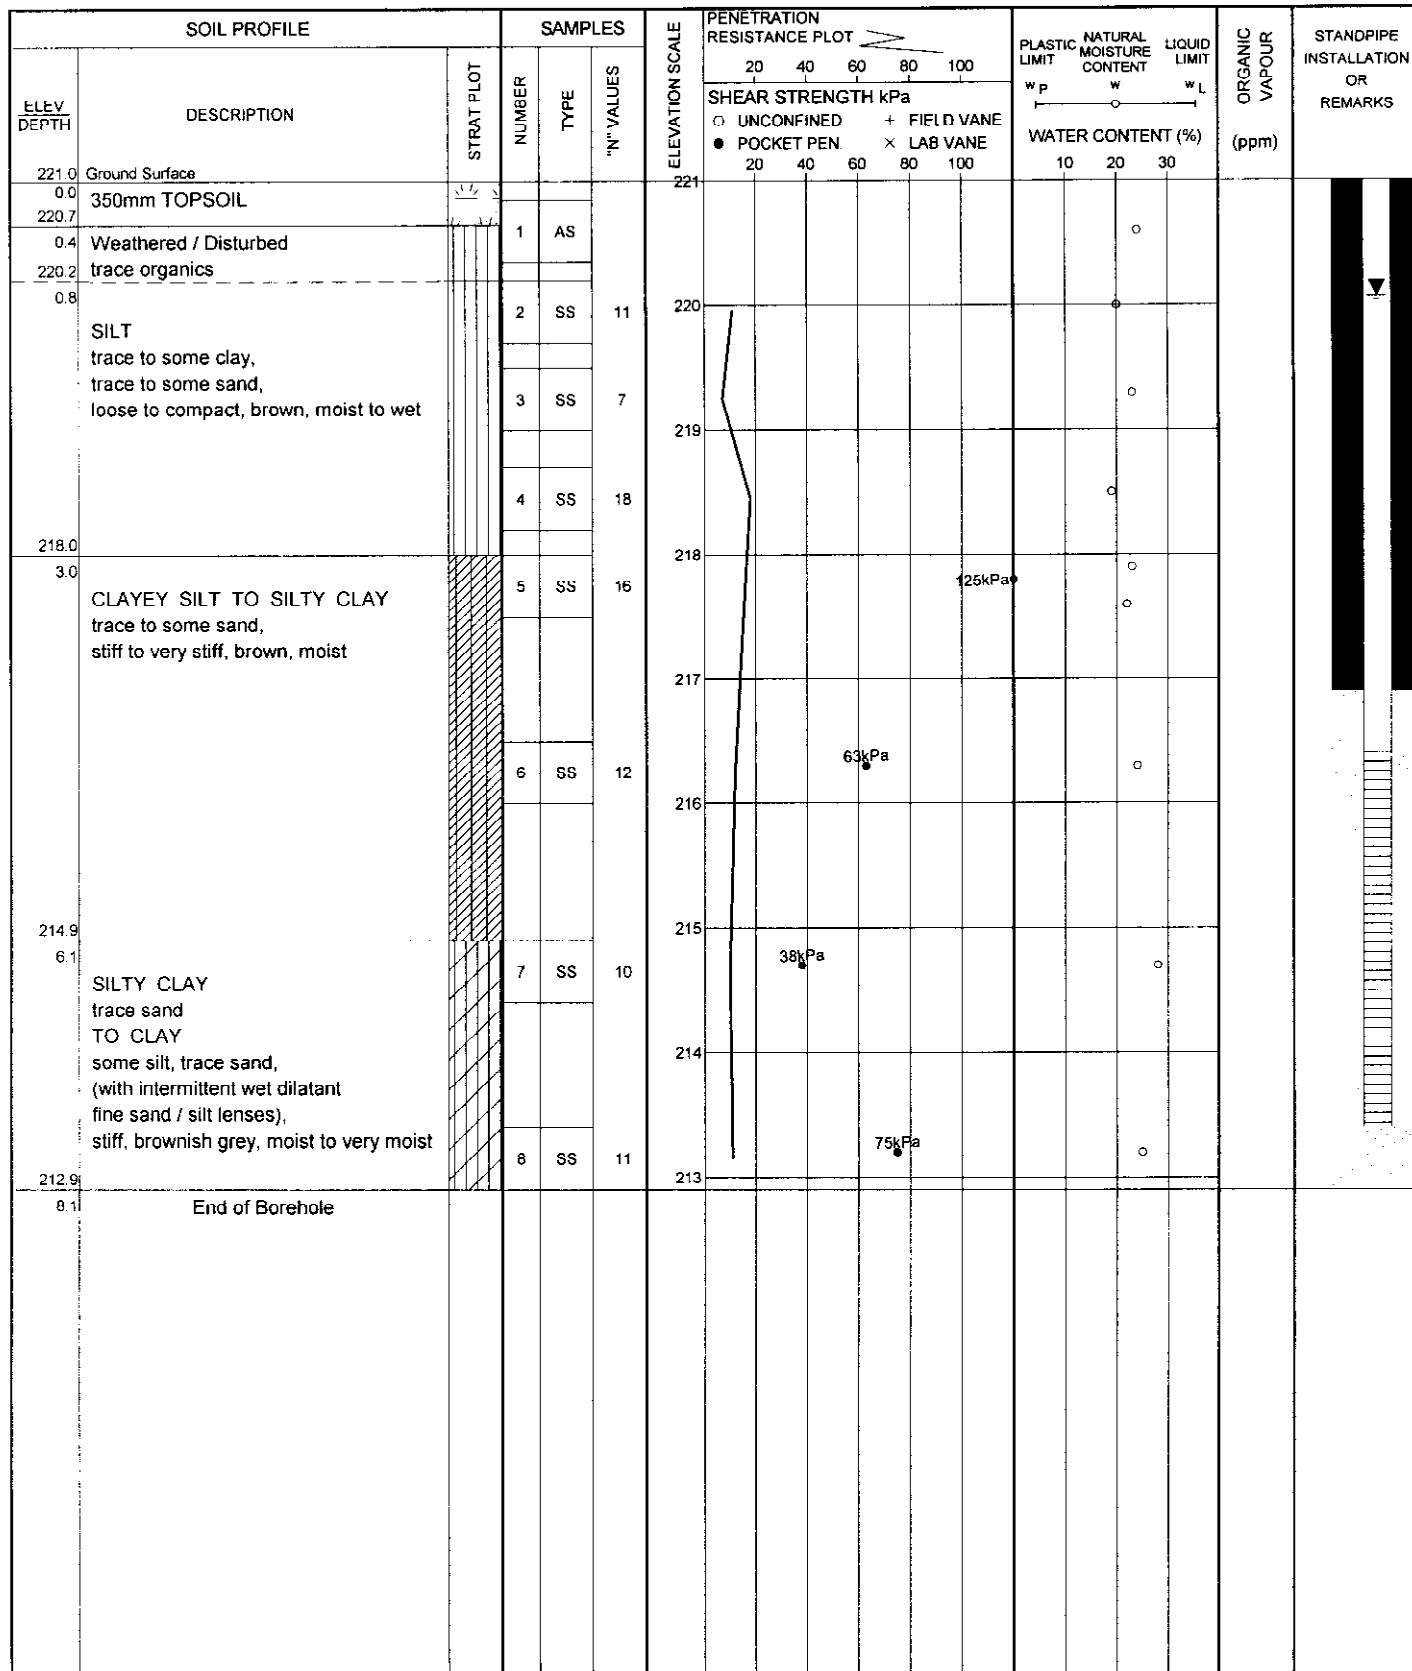 SOIL PROFILE
SAMPLES
ELEV
DEPTH
DESCRIPTION
STRAT PLOT
NUMBER
TYPE
"N" VALUES
ELEVATION SCALE
PENETRATION
RESISTANCE PLOT
20 40 60 80 100
SHEAR STRENGTH kPa
○ UNCONFINED + FIELD VANE
● POCKET PEN. × LAB VANE
20 40 60 80 100
PLASTIC LIMIT
NATURAL MOISTURE CONTENT
LIQUID LIMIT
W P W W L
WATER CONTENT (%)
10 20 30
ORGANIC VAPOUR
(ppm)
STANDPIPE
INSTALLATION
OR
REMARKS
221.0 Ground Surface
221
0.0
350mm TOPSOIL
220.7
0.4
Weathered / Disturbed
1 AS
220.2 trace organics
0.8
220
2 SS 11
SILT
trace to some clay,
trace to some sand,
3 SS 7
loose to compact, brown, moist to wet
219
4 SS 18
218.0
218
3.0
125kPa
5 SS 16
CLAYEY SILT TO SILTY CLAY
trace to some sand,
stiff to very stiff, brown, moist
217
63kPa
6 SS 12
216
214.9
215
6.1
38kPa
7 SS 10
SILTY CLAY
trace sand
TO CLAY
214
some silt, trace sand,
(with intermittent wet dilatant
fine sand / silt lenses),
stiff, brownish grey, moist to very moist
75kPa
8 SS 11
212.9
213
8.1
End of Borehole